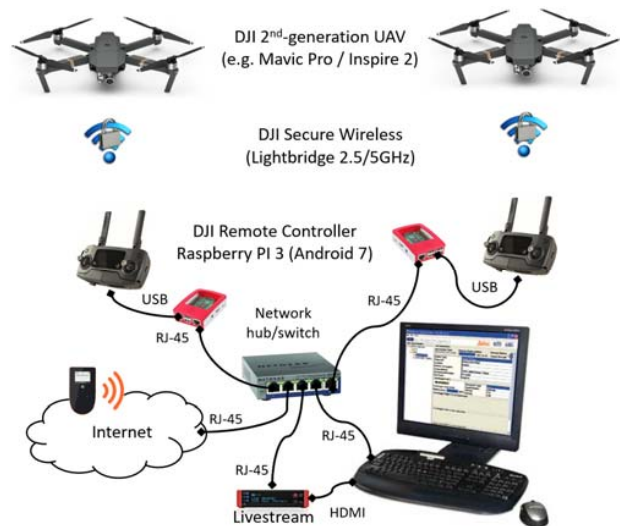 DJI 2nd-generation UAV
(e.g. Mavic Pro / Inspire 2)
DJI Secure Wireless
(Lightbridge 2.5/5GHz)
DJI Remote Controller
Raspberry PI 3 (Android 7)
USB
USB
RJ-45
RJ-45
Network
hub/switch
Internet
RJ-45
RJ-45
RJ-45
HDMI
Livestream